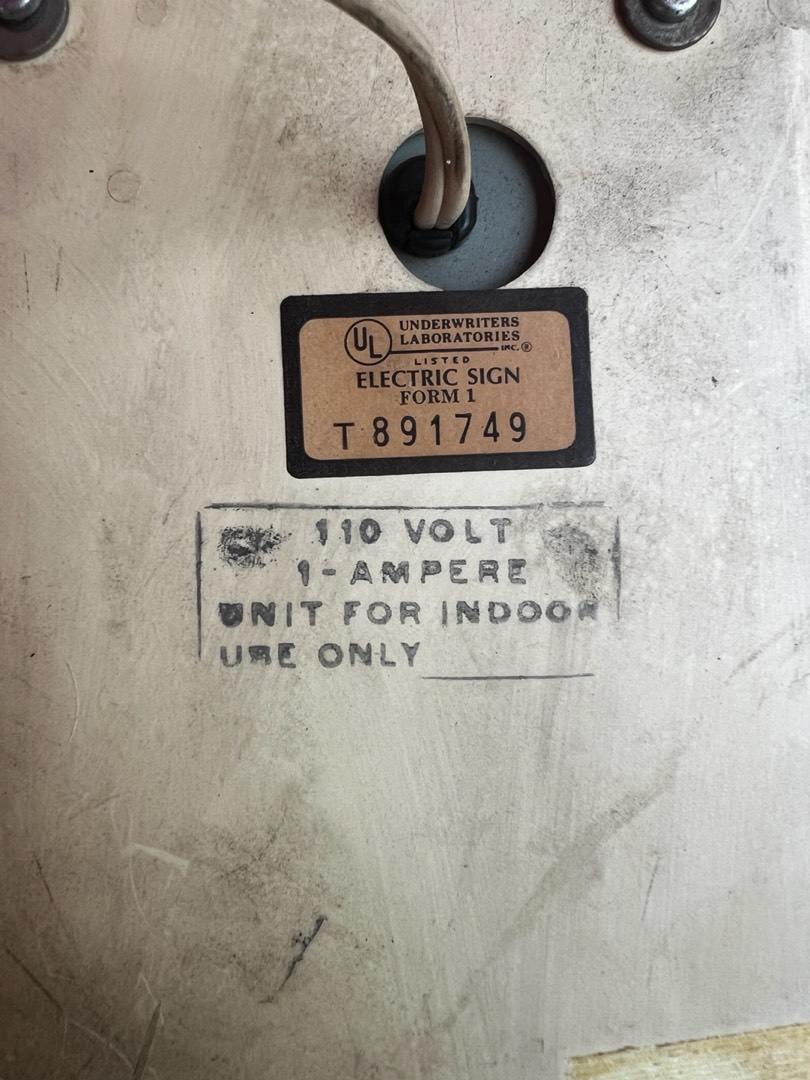 UL UNDERWRITERS
LABORATORIES
INC.®
LISTED
ELECTRIC SIGN
FORM 1
T 891749
110 VOLT
1-AMPERE
UNIT FOR INDOOR
USE ONLY